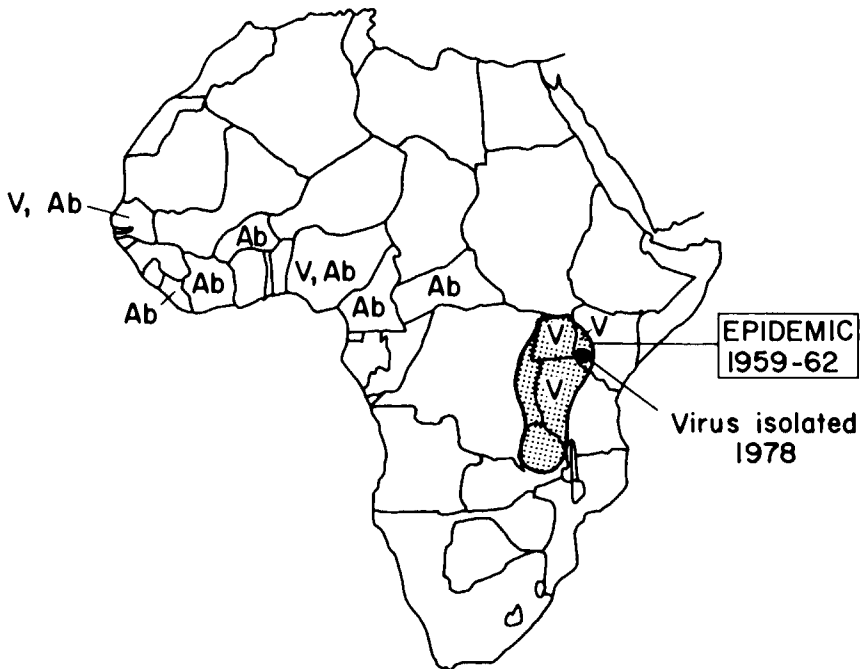 V, Ab
Ab
Ab
Ab
V, Ab
Ab
Ab
V
V
V
EPIDEMIC
1959-62
Virus isolated
1978